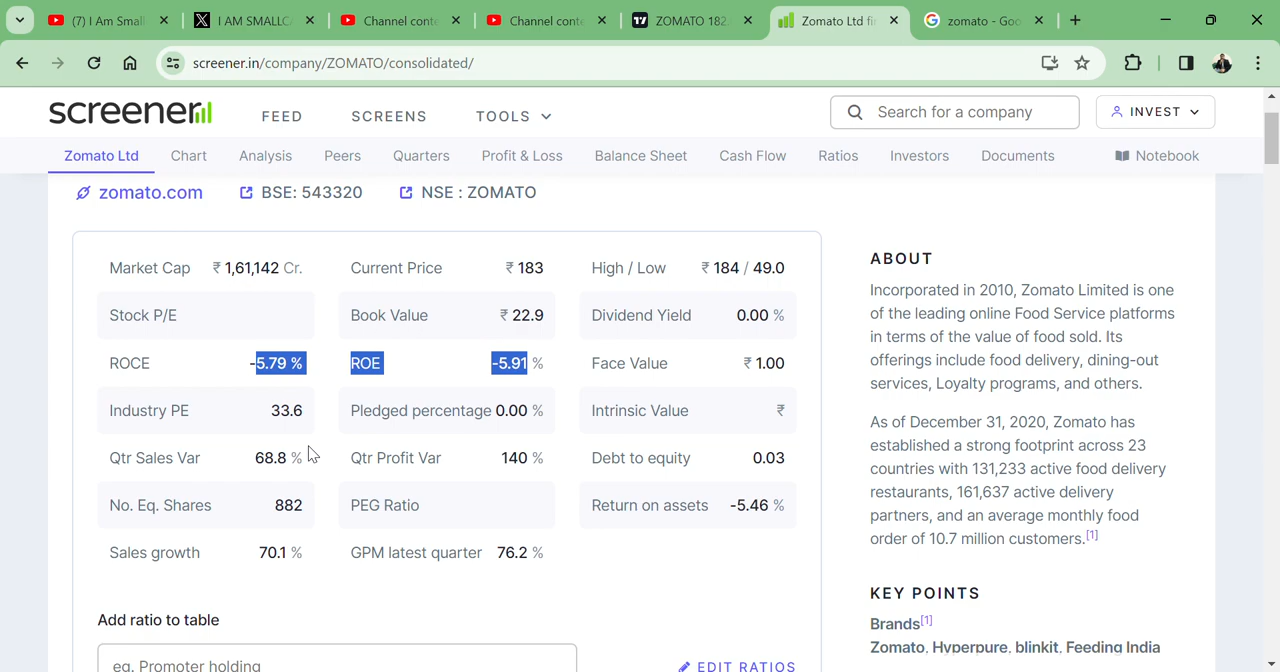 (7) I Am Small
I AM SMALLC
Channel conte
Channel conte
ZOMATO 182.
Zomato Ltd fi
zomato - Goo
screener.in/company/ZOMATO/consolidated/
screener
FEED
SCREENS
TOOLS
Search for a company
INVEST
Zomato Ltd
Chart
Analysis
Peers
Quarters
Profit & Loss
Balance Sheet
Cash Flow
Ratios
Investors
Documents
Notebook
zomato.com
BSE: 543320
NSE : ZOMATO
Market Cap ₹ 1,61,142 Cr.
Current Price ₹ 183
High / Low ₹ 184 / 49.0
Stock P/E
Book Value ₹ 22.9
Dividend Yield 0.00 %
ROCE -5.79 %
ROE -5.91 %
Face Value ₹ 1.00
Industry PE 33.6
Pledged percentage 0.00 %
Intrinsic Value ₹
Qtr Sales Var 68.8 %
Qtr Profit Var 140 %
Debt to equity 0.03
No. Eq. Shares 882
PEG Ratio
Return on assets -5.46 %
Sales growth 70.1 %
GPM latest quarter 76.2 %
Add ratio to table
eg. Promoter holding
EDIT RATIOS
ABOUT
Incorporated in 2010, Zomato Limited is one
of the leading online Food Service platforms
in terms of the value of food sold. Its
offerings include food delivery, dining-out
services, Loyalty programs, and others.
As of December 31, 2020, Zomato has
established a strong footprint across 23
countries with 131,233 active food delivery
restaurants, 161,637 active delivery
partners, and an average monthly food
order of 10.7 million customers.[1]
KEY POINTS
Brands[1]
Zomato, Hyperpure, blinkit, Feeding India